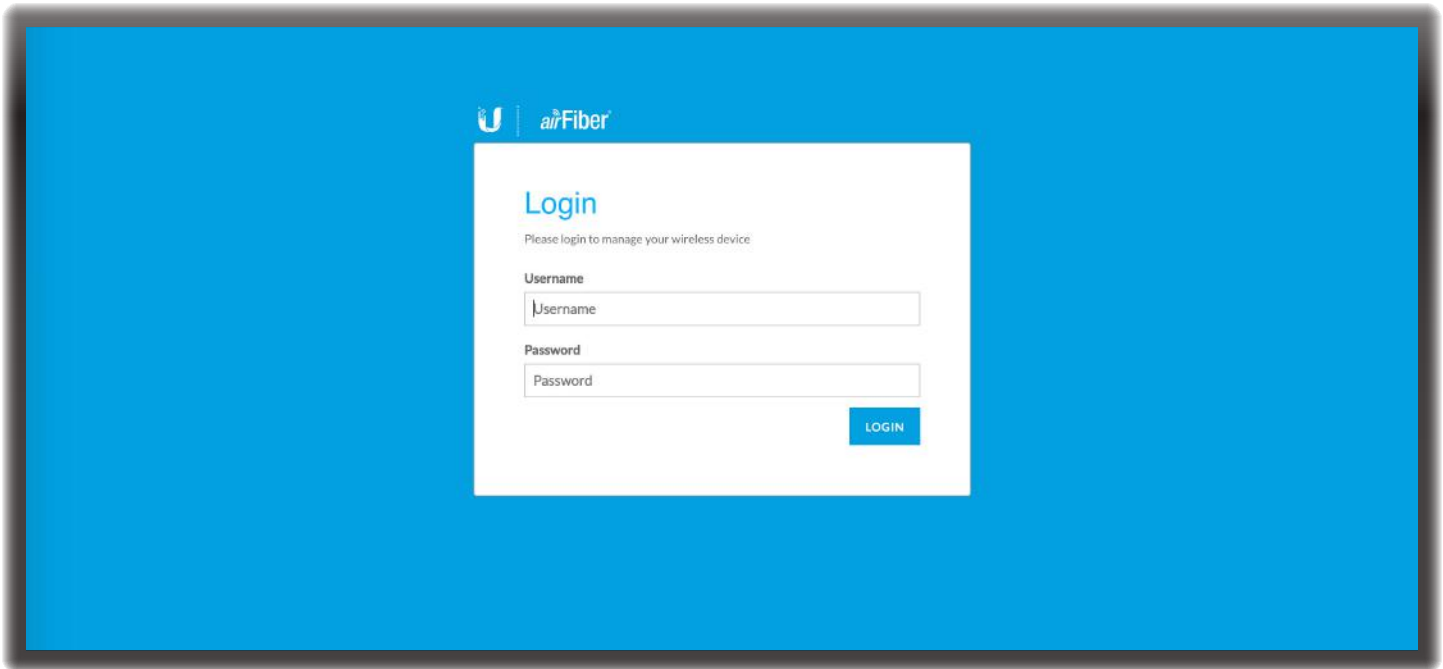 airFiber
Login
Please login to manage your wireless device
Username
Username
Password
Password
LOGIN